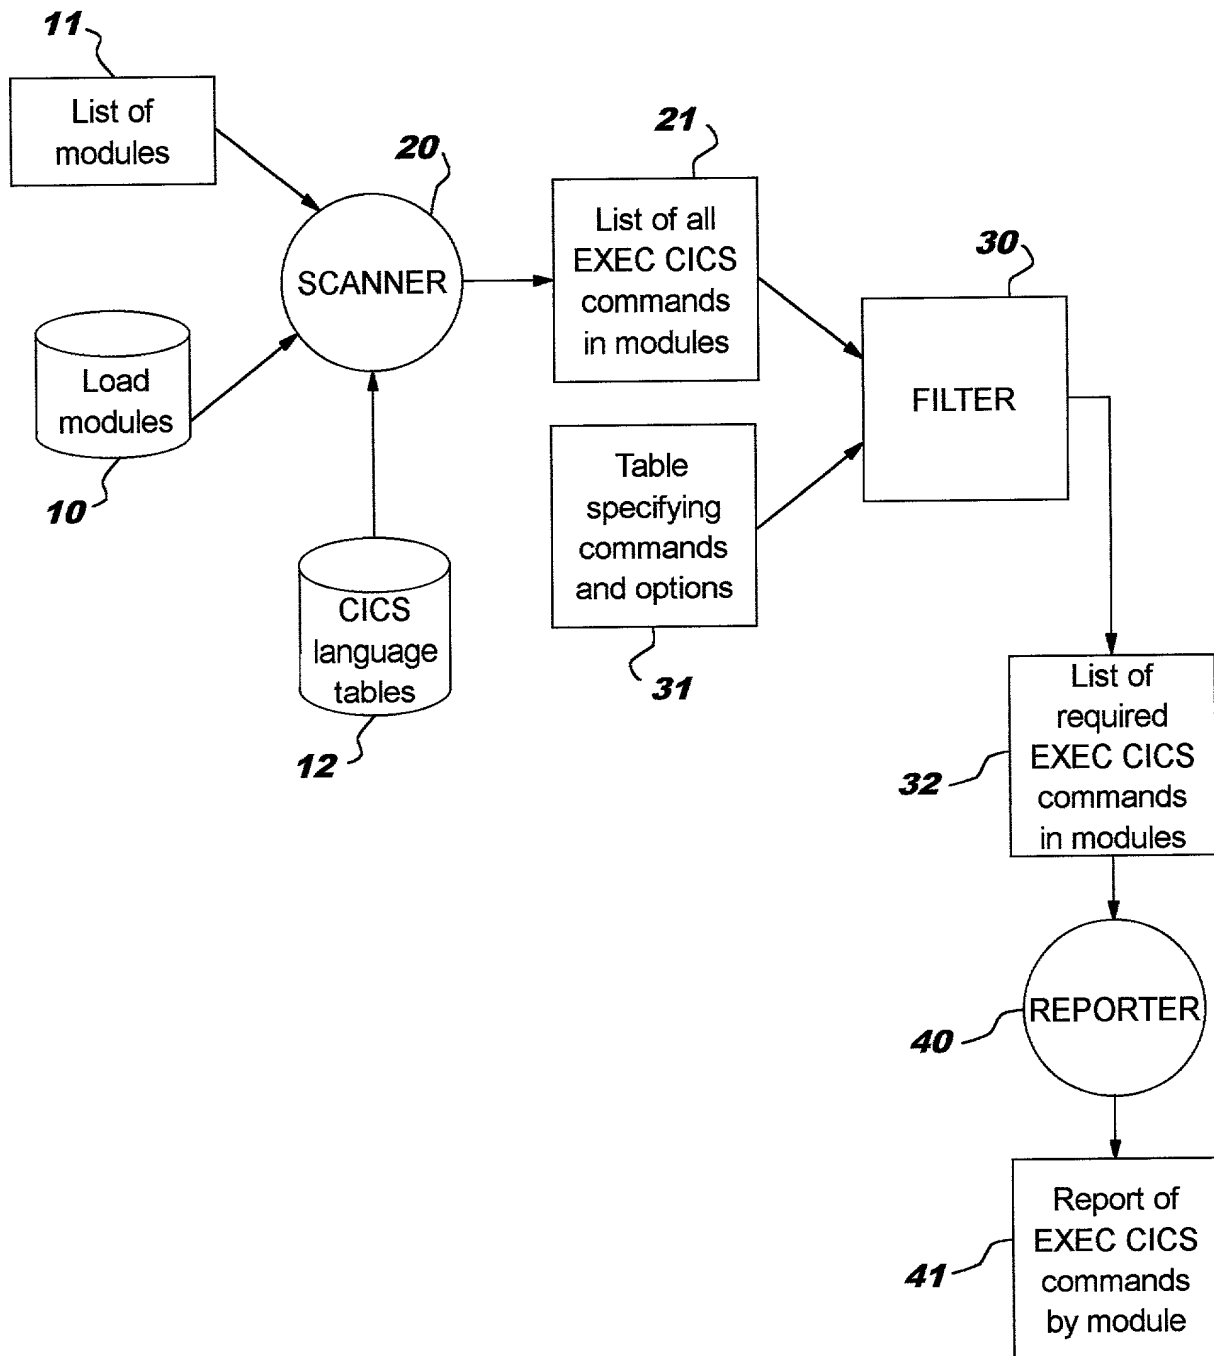 11
List of
modules
20
SCANNER
Load
modules
10
CICS
language
tables
12
21
List of all
EXEC CICS
commands
in modules
Table
specifying
commands
and options
31
30
FILTER
List of
required
EXEC CICS
commands
in modules
32
REPORTER
40
Report of
EXEC CICS
commands
by module
41